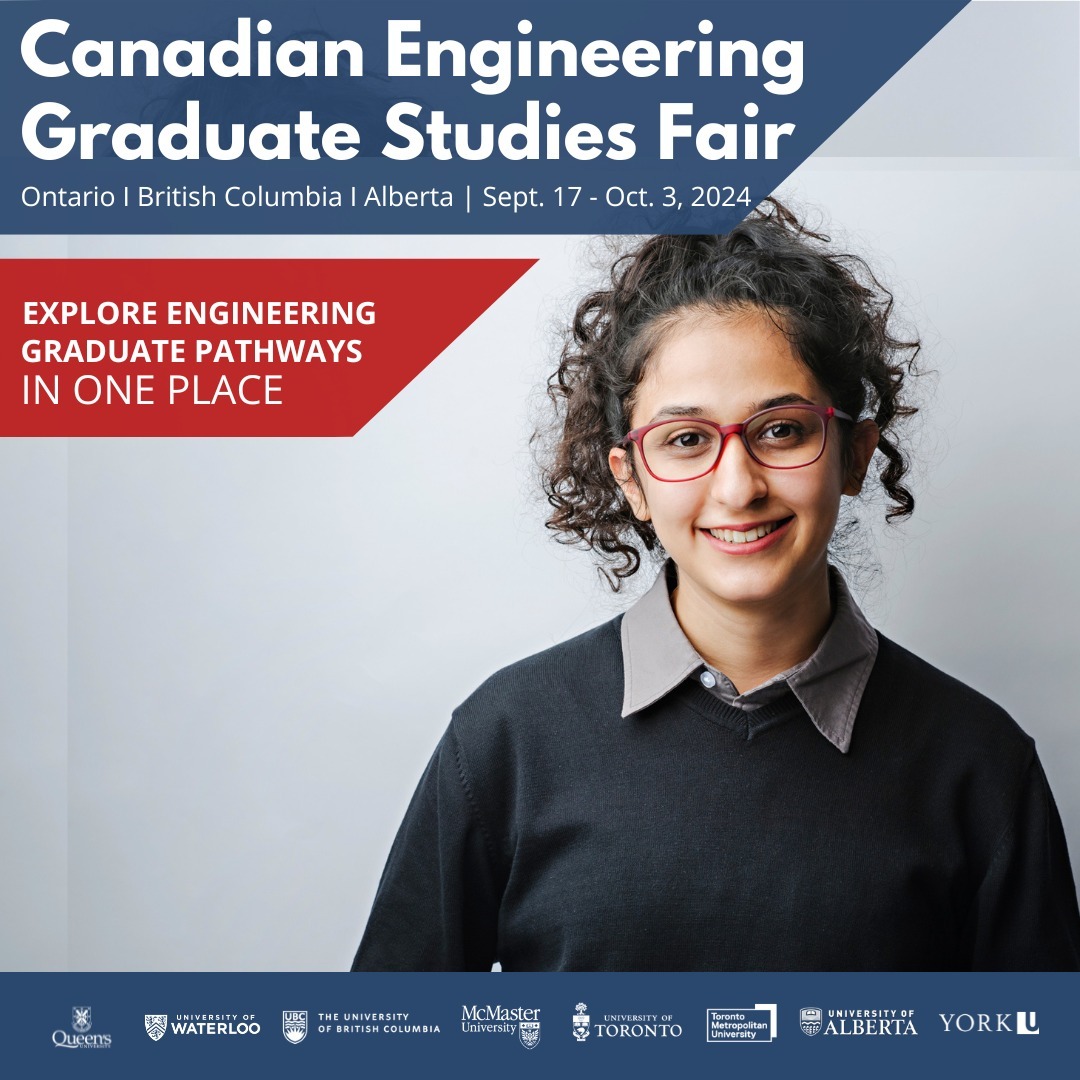 Canadian Engineering
Graduate Studies Fair
Ontario I British Columbia I Alberta | Sept. 17 - Oct. 3, 2024
EXPLORE ENGINEERING
GRADUATE PATHWAYS
IN ONE PLACE
Queen's
UNIVERSITY
UNIVERSITY OF
WATERLOO
UBC
THE UNIVERSITY
OF BRITISH COLUMBIA
McMaster
University
UNIVERSITY OF
TORONTO
Toronto
Metropolitan
University
UNIVERSITY OF
ALBERTA
YORK U